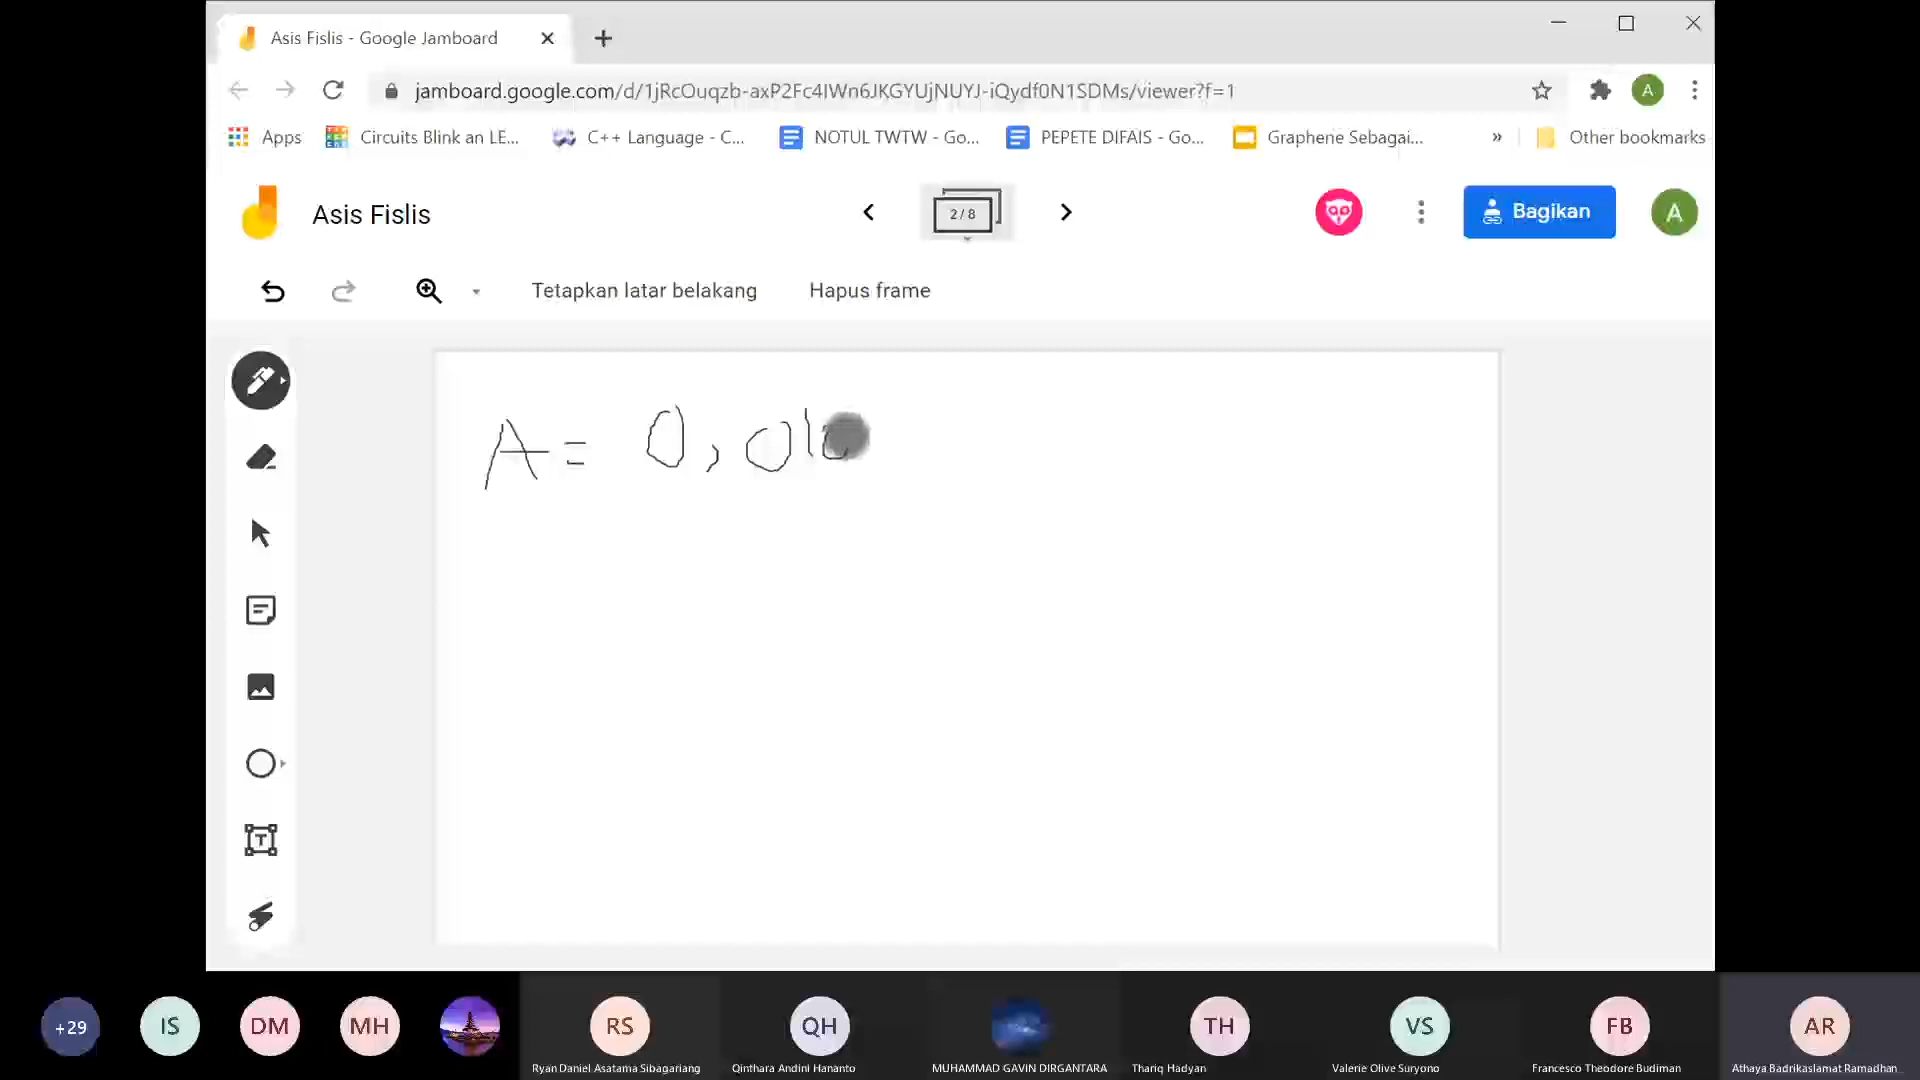 Asis Fislis - Google Jamboard
jamboard.google.com/d/1jRcOuqzb-axP2Fc4IWn6JKGYUjNUYJ-iQydf0N1SDMs/viewer?f=1
Apps Circuits Blink an LE... C++ Language - C... NOTUL TWTW - Go... PEPETE DIFAIS - Go... Graphene Sebagai... » Other bookmarks
A
Asis Fislis
2 / 8
Bagikan
A
Tetapkan latar belakang Hapus frame
A = 0,01
+29 IS DM MH RS QH TH VS FB AR
Ryan Daniel Asatama Sibagariang Qinthara Andini Hananto MUHAMMAD GAVIN DIRGANTARA Thariq Hadyan Valerie Olive Suryono Francesco Theodore Budiman Athaya Badrikaslamat Ramadhan...